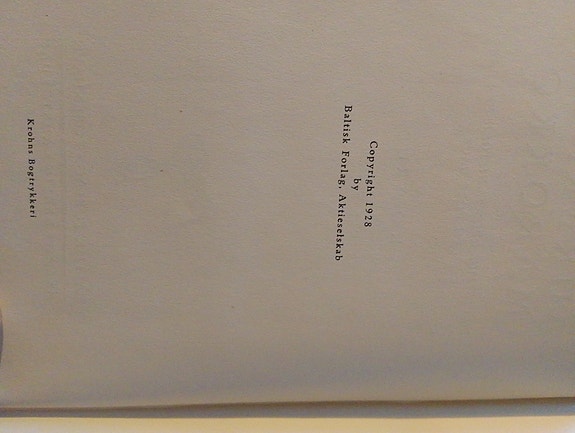 Copyright 1928
by
Baltisk Forlag, Aktieselskab
Krohns Bogtrykkeri